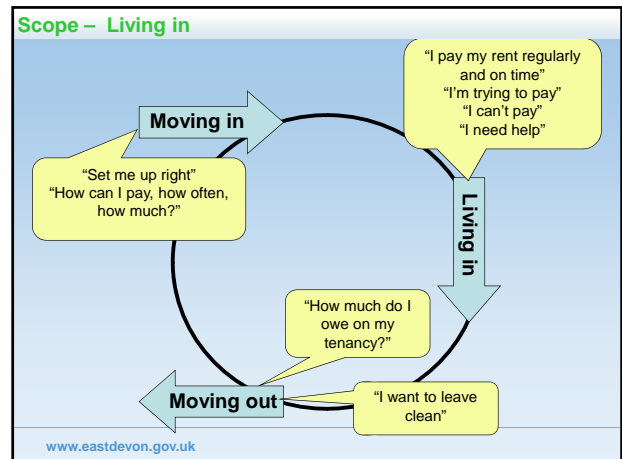 Scope – Living in
“I pay my rent regularly
and on time”
“I’m trying to pay”
“I can’t pay”
“I need help”
Moving in
“Set me up right”
“How can I pay, how often,
how much?”
Living in
“How much do I
owe on my
tenancy?”
Moving out
“I want to leave
clean”
www.eastdevon.gov.uk